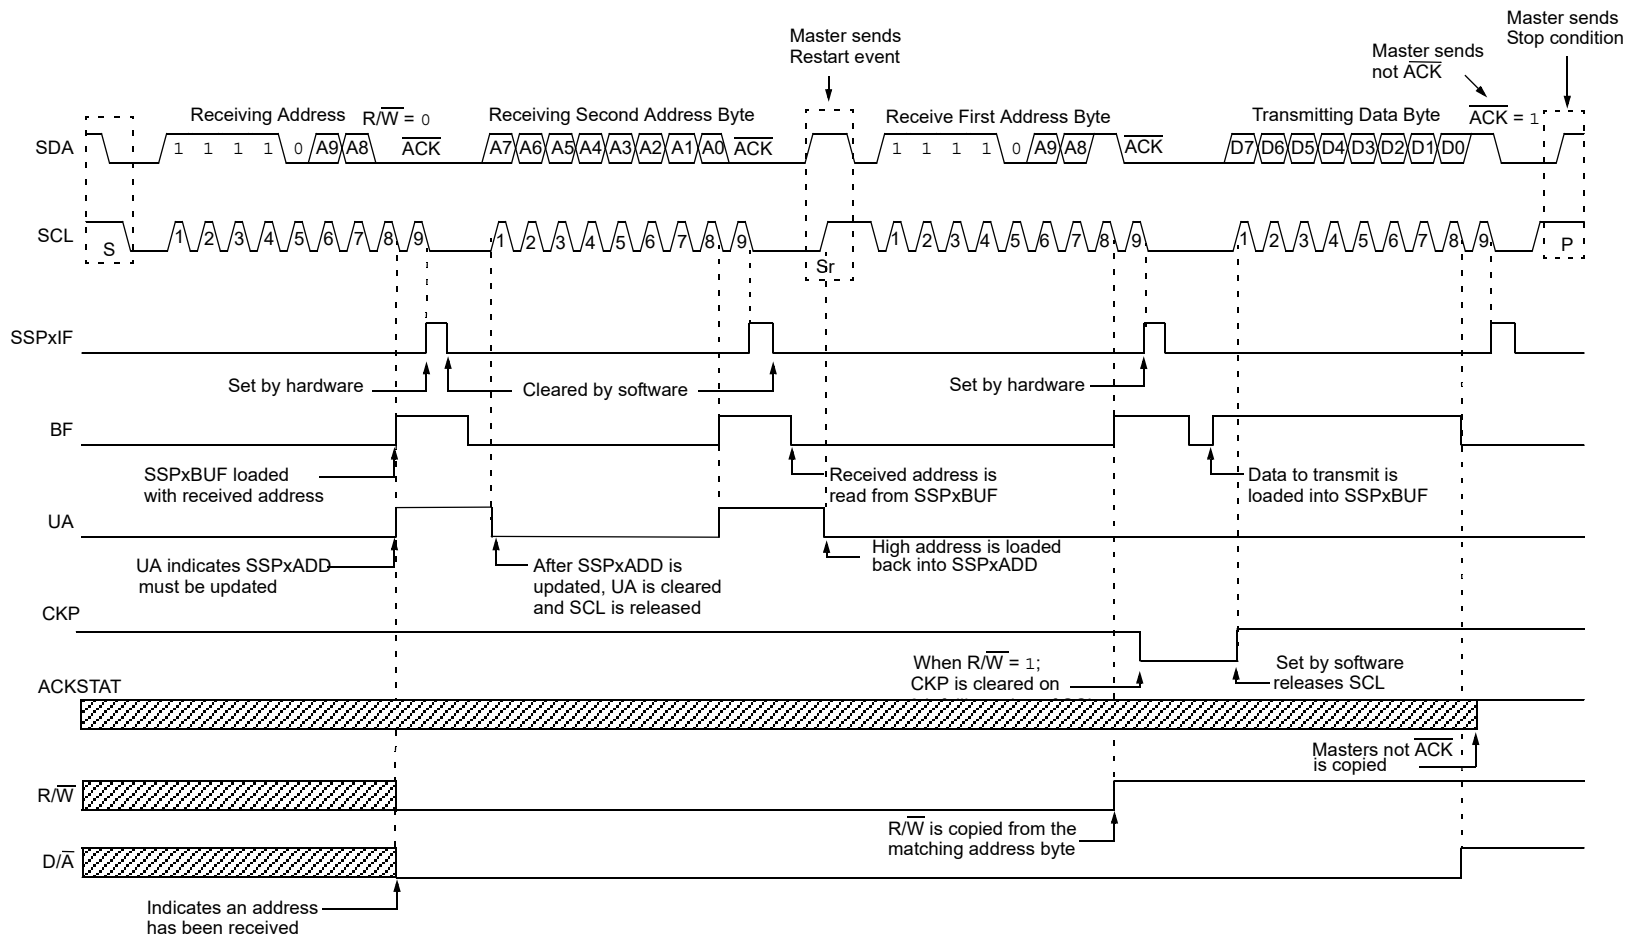 Master sends
Stop condition
Master sends
Restart event
Master sends
not ACK
Receiving Address R/W = 0
Receiving Second Address Byte
Receive First Address Byte
Transmitting Data Byte
ACK = 1
SDA 1 1 1 1 0 A9 A8 ACK A7 A6 A5 A4 A3 A2 A1 A0 ACK 1 1 1 1 0 A9 A8 ACK D7 D6 D5 D4 D3 D2 D1 D0
SCL S 1 2 3 4 5 6 7 8 9 1 2 3 4 5 6 7 8 9 Sr 1 2 3 4 5 6 7 8 9 1 2 3 4 5 6 7 8 9 P
SSPxIF
Set by hardware
Cleared by software
Set by hardware
BF
SSPxBUF loaded
with received address
Received address is
read from SSPxBUF
Data to transmit is
loaded into SSPxBUF
UA
UA indicates SSPxADD
must be updated
After SSPxADD is
updated, UA is cleared
and SCL is released
High address is loaded
back into SSPxADD
CKP
When R/W = 1;
CKP is cleared on
Set by software
releases SCL
ACKSTAT
Masters not ACK
is copied
R/W
R/W is copied from the
matching address byte
D/A
Indicates an address
has been received